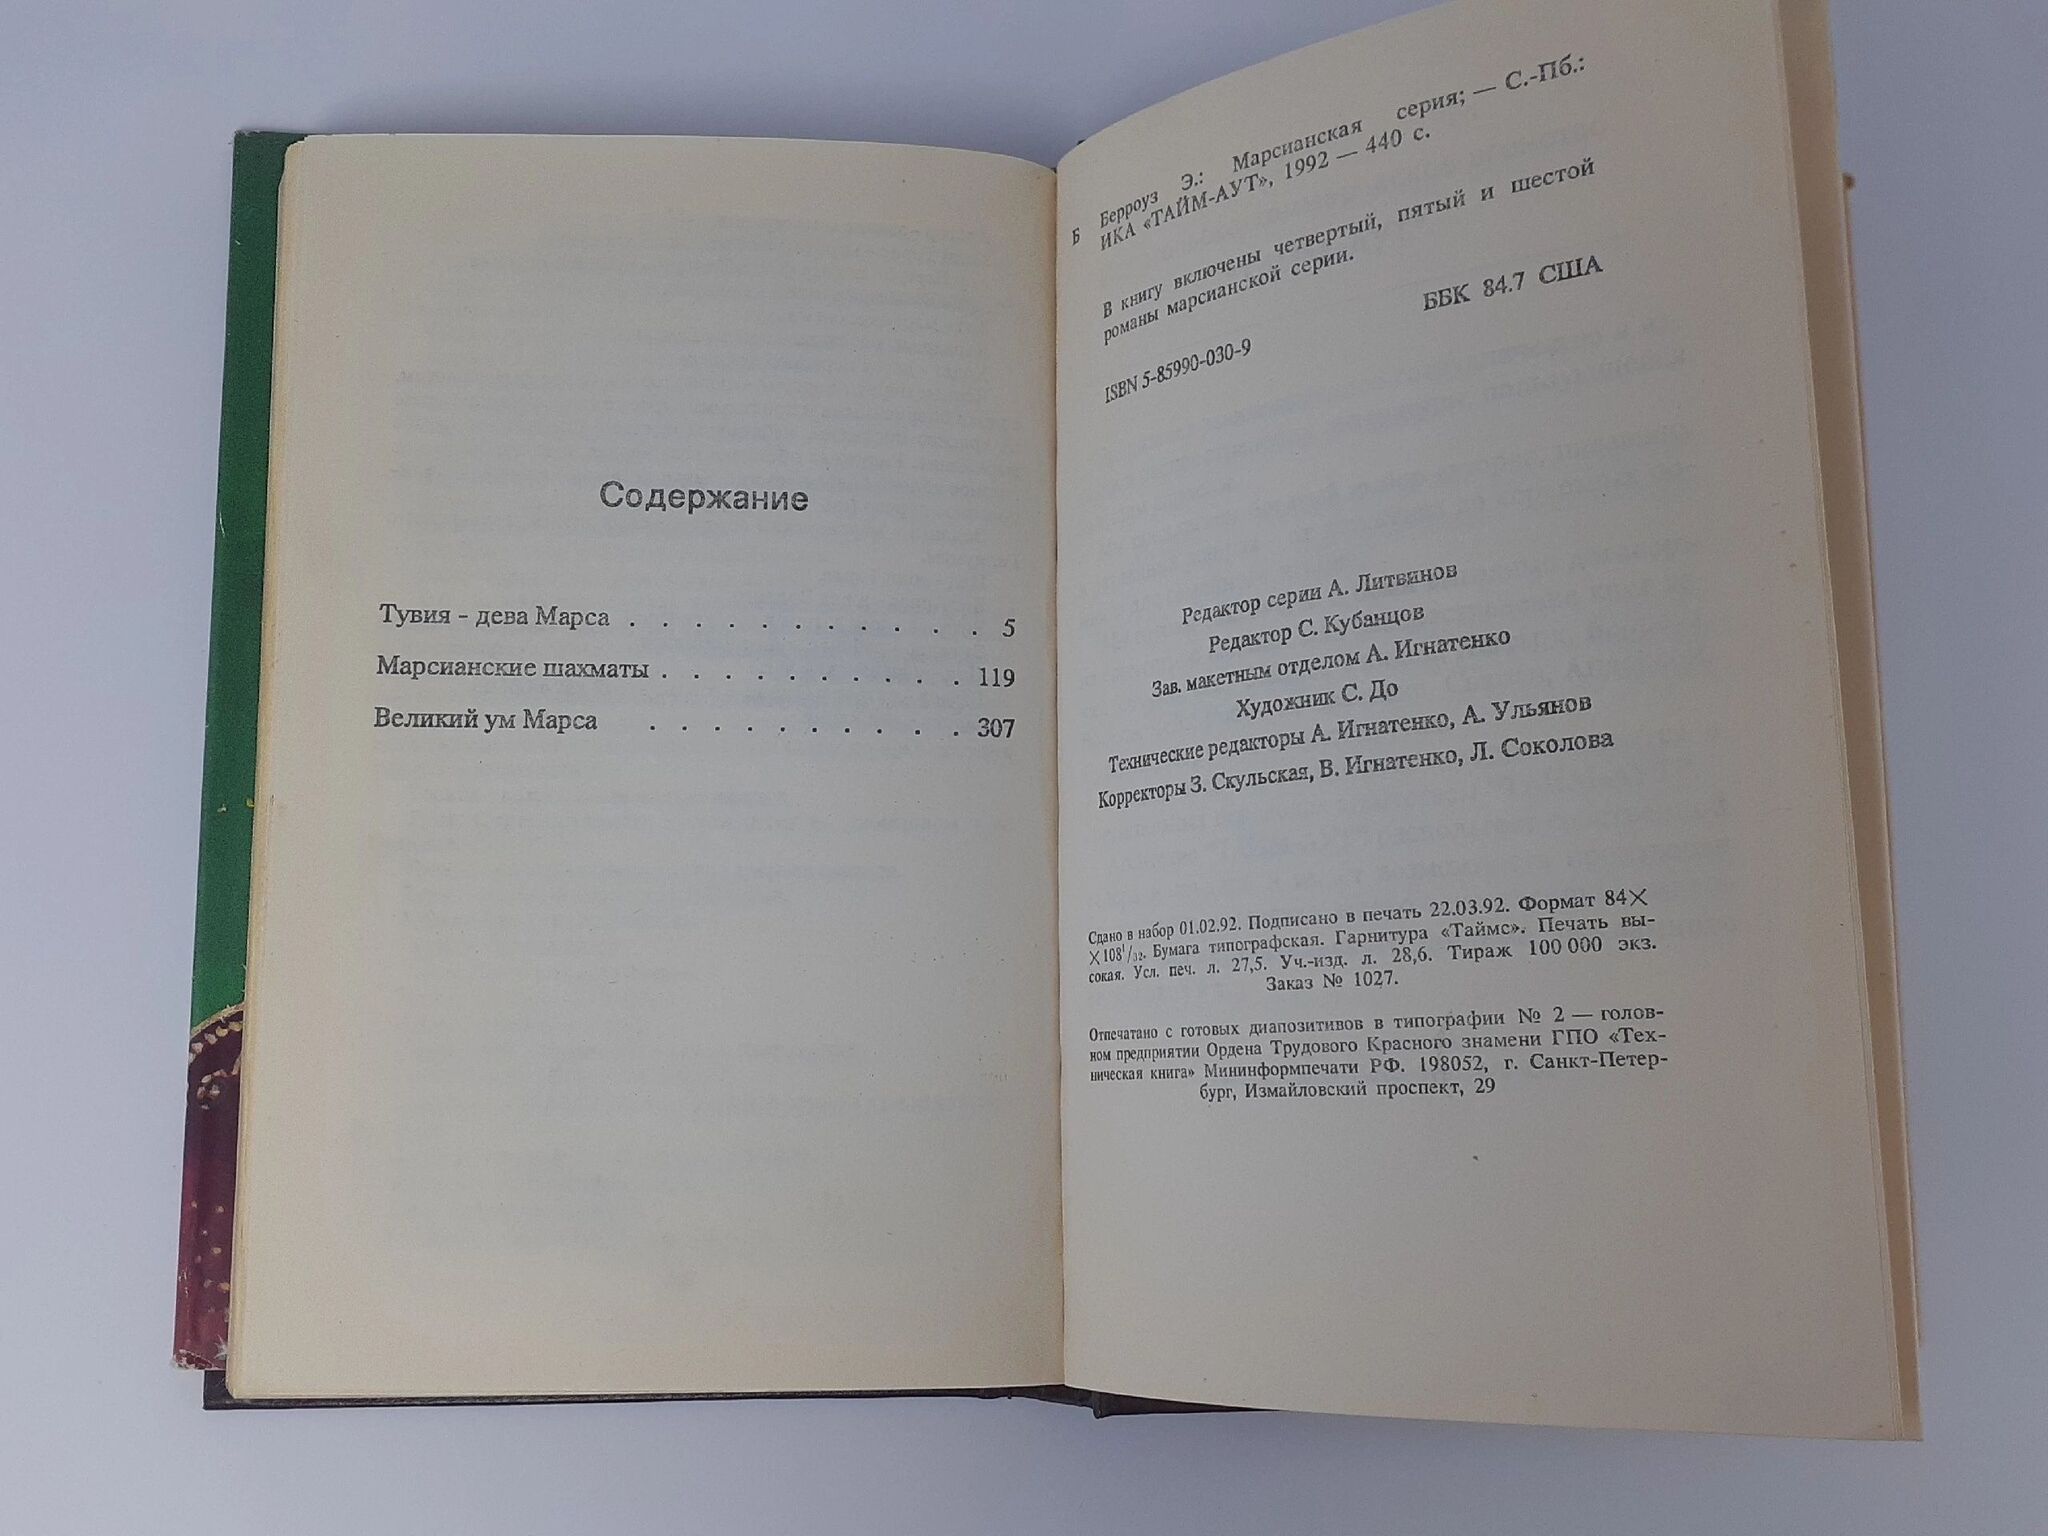 Содержание
Тувия - дева Марса . . . . . . . . . . . 5
Марсианские шахматы . . . . . . . . . . 119
Великий ум Марса . . . . . . . . . . 307
Берроуз Э.: Марсианская серия; — С.-Пб.:
Б ИКА «ТАЙМ-АУТ», 1992 — 440 с.
В книгу включены четвертый, пятый и шестой
романы марсианской серии.
ББК 84.7 США
ISBN 5-85990-030-9
Редактор серии А. Литвинов
Редактор С. Кубанцов
Зав. макетным отделом А. Игнатенко
Художник С. До
Технические редакторы А. Игнатенко, А. Ульянов
Корректоры З. Скульская, В. Игнатенко, Л. Соколова
Сдано в набор 01.02.92. Подписано в печать 22.03.92. Формат 84×
×108¹/₃₂. Бумага типографская. Гарнитура «Таймс». Печать вы-
сокая. Усл. печ. л. 27,5. Уч.-изд. л. 28,6. Тираж 100 000 экз.
Заказ № 1027.
Отпечатано с готовых диапозитивов в типографии № 2 — голов-
ном предприятии Ордена Трудового Красного знамени ГПО «Тех-
ническая книга» Мининформпечати РФ. 198052, г. Санкт-Петер-
бург, Измайловский проспект, 29